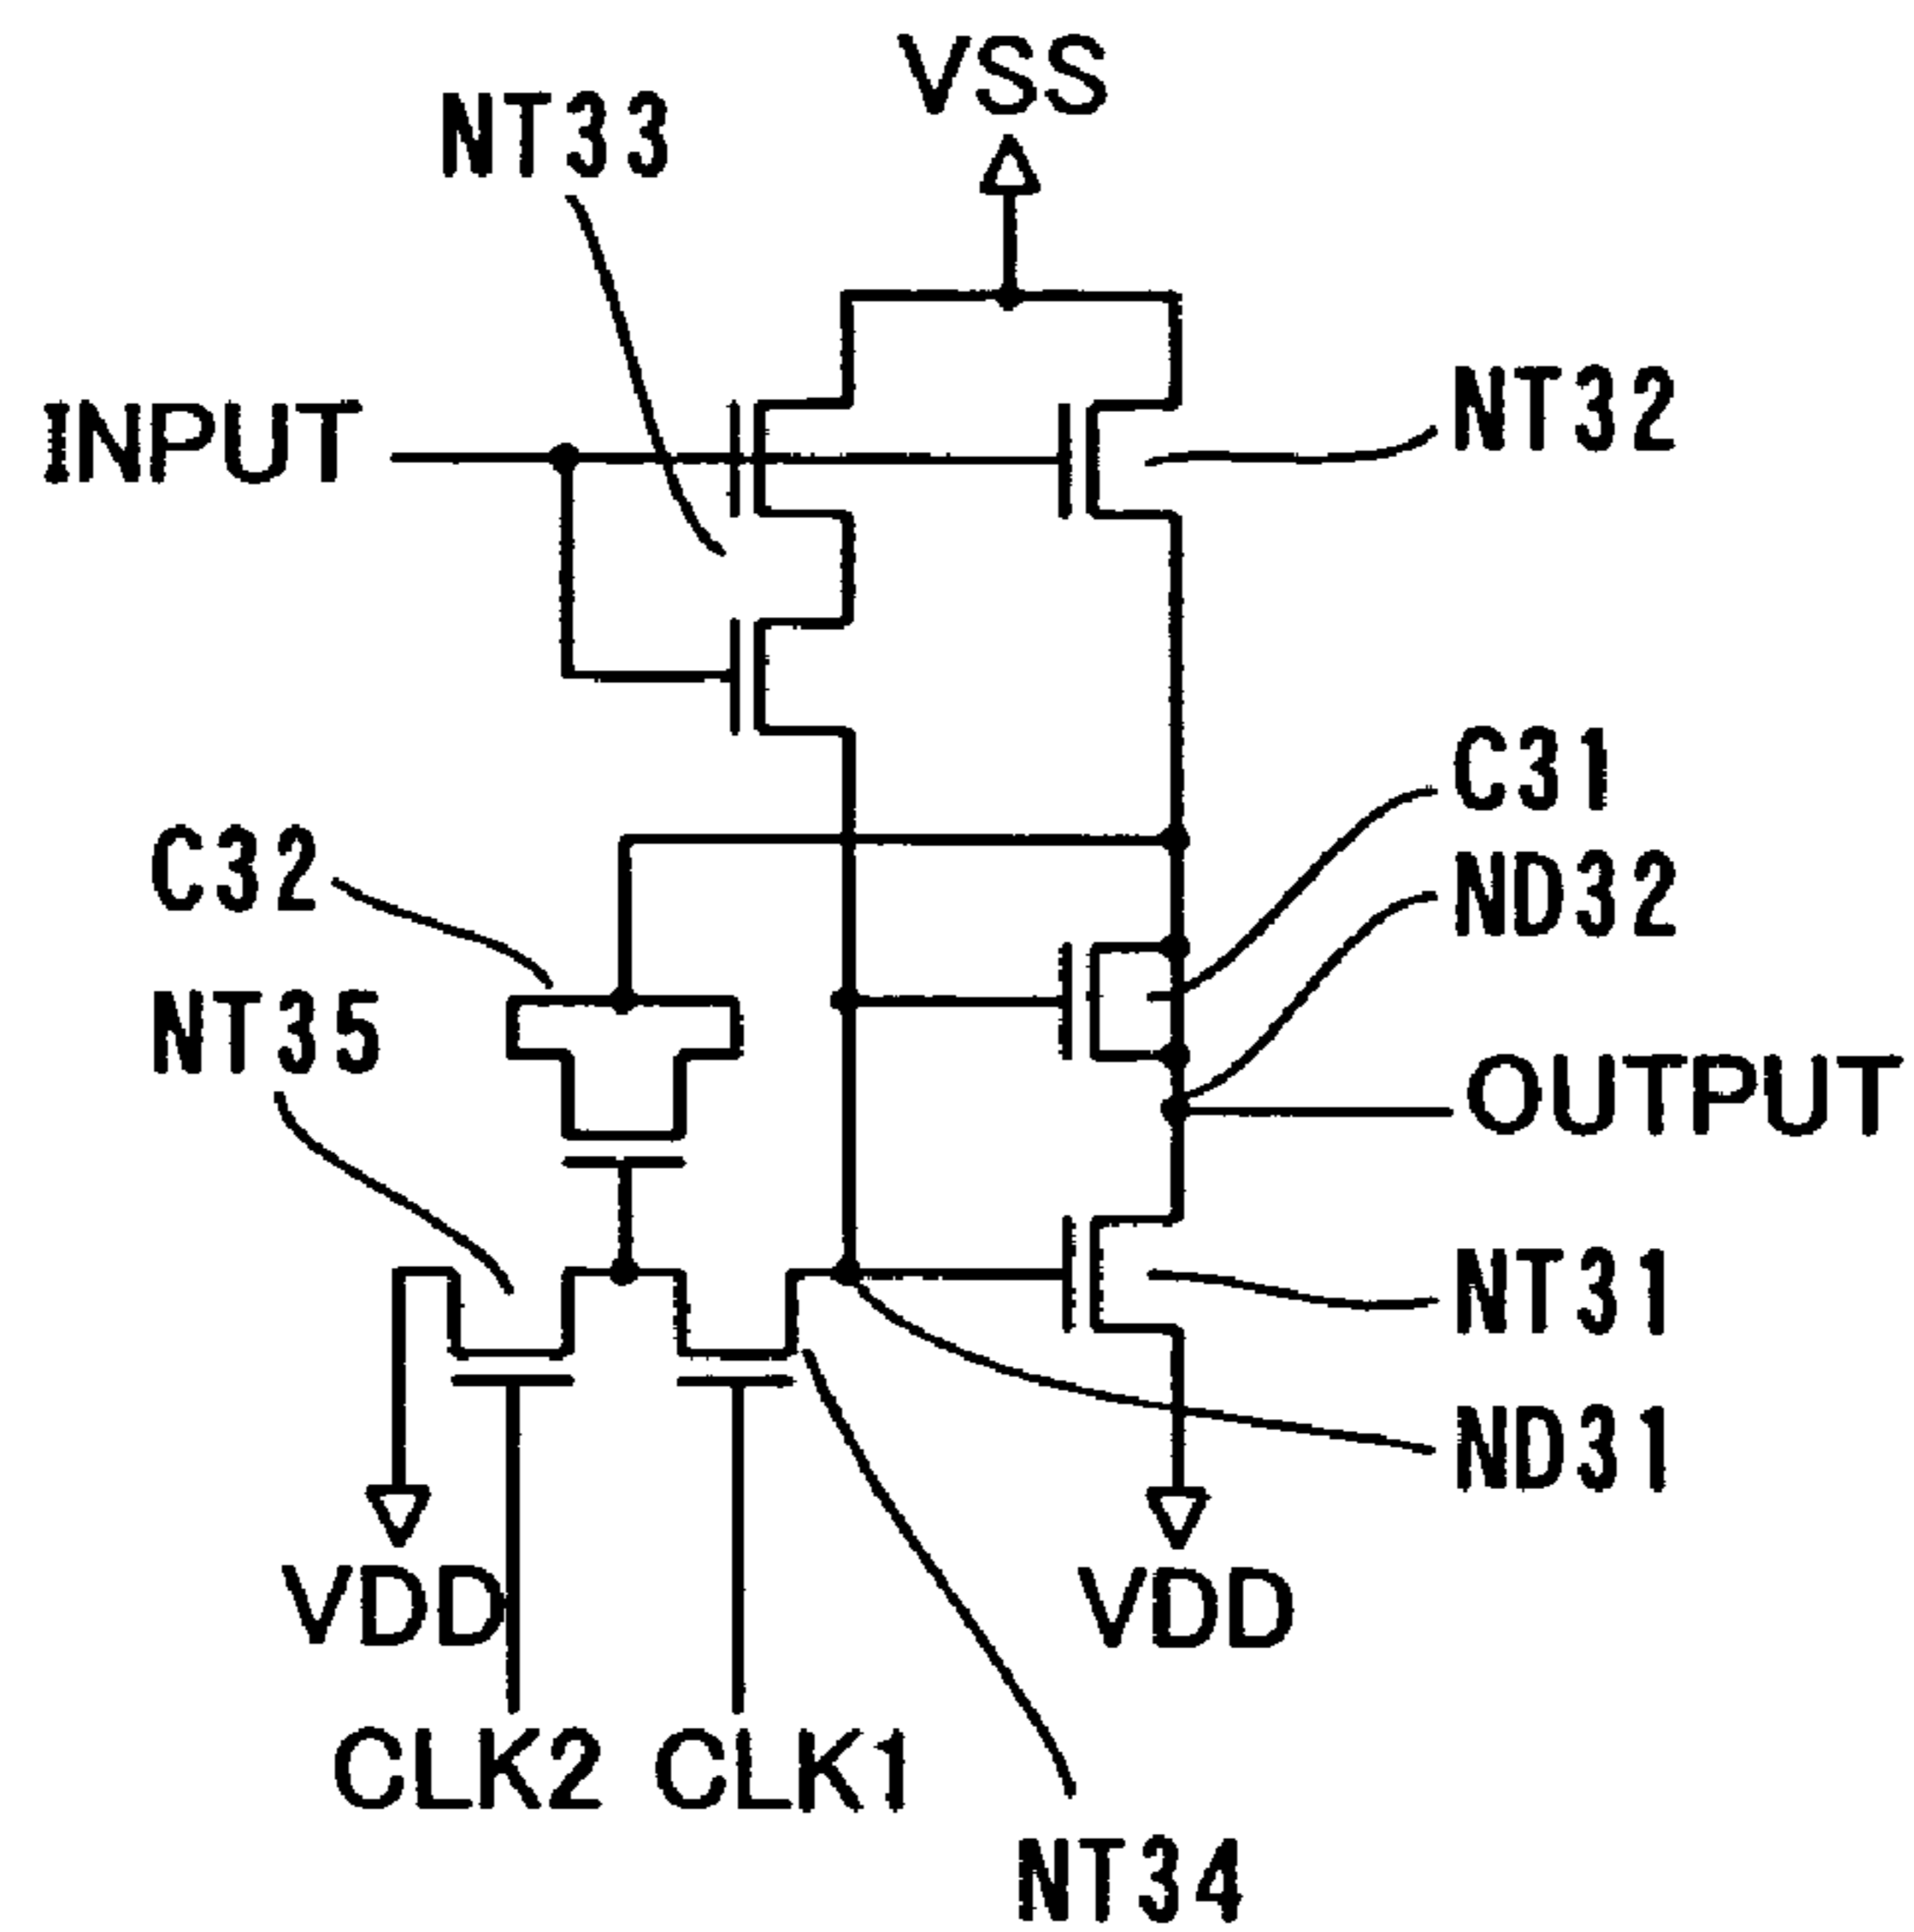 VSS
NT33
NT32
INPUT
C31
C32
ND32
NT35
OUTPUT
NT31
ND31
VDD
VDD
CLK2
CLK1
NT34